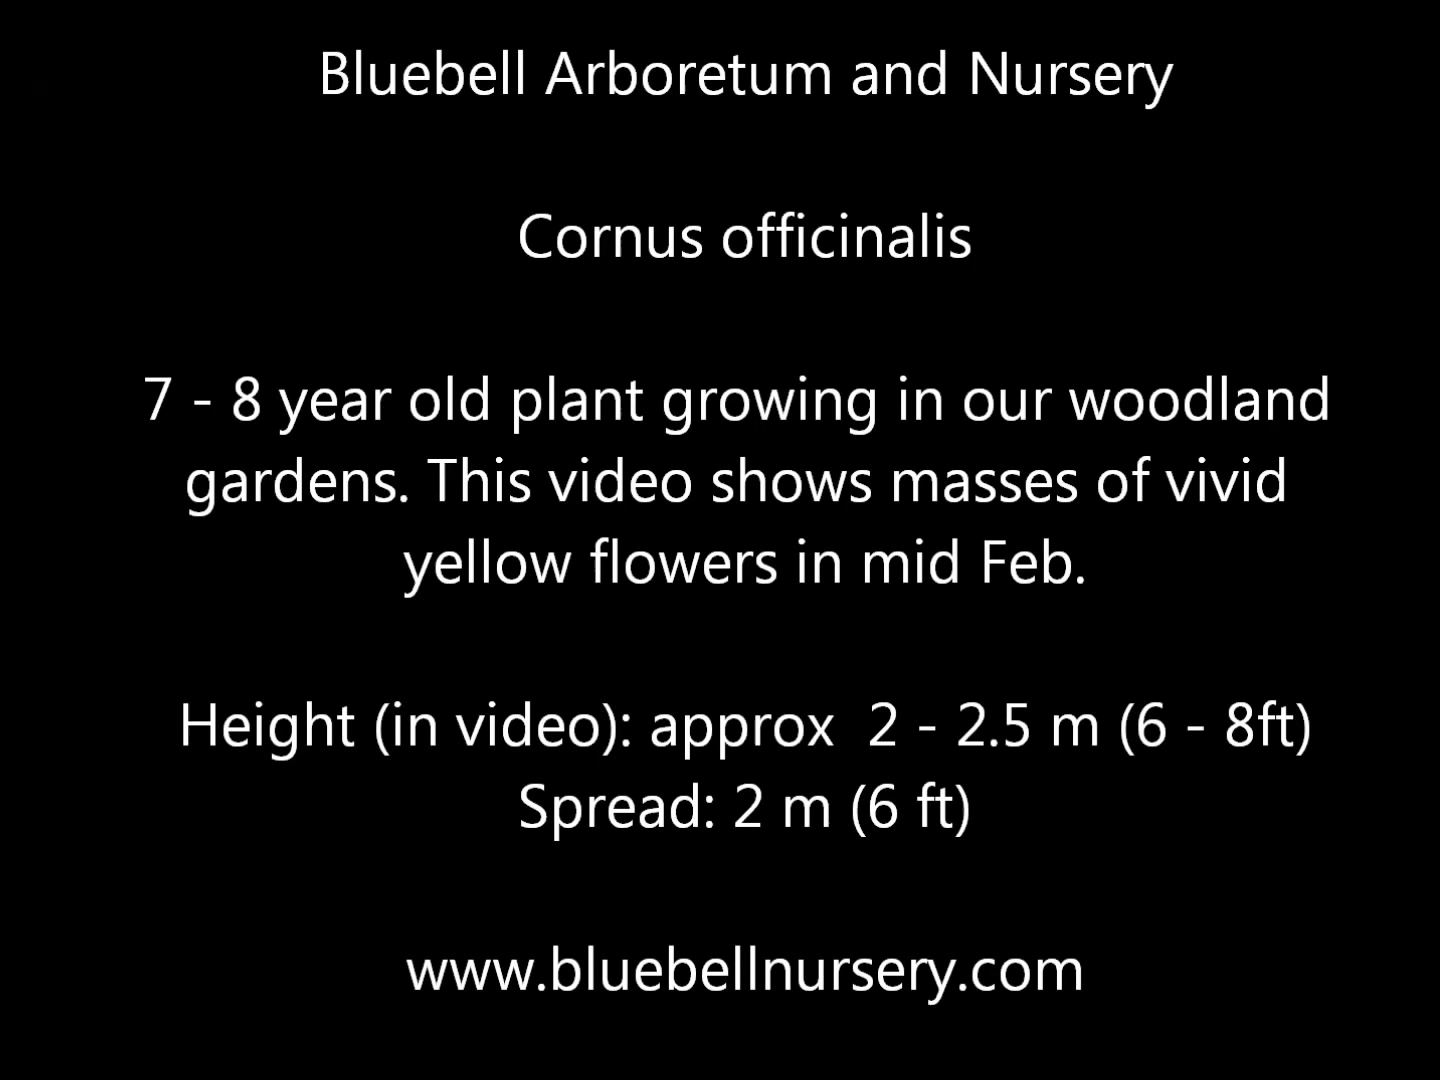 Bluebell Arboretum and Nursery
Cornus officinalis
7 - 8 year old plant growing in our woodland
gardens. This video shows masses of vivid
yellow flowers in mid Feb.
Height (in video): approx  2 - 2.5 m (6 - 8ft)
Spread: 2 m (6 ft)
www.bluebellnursery.com